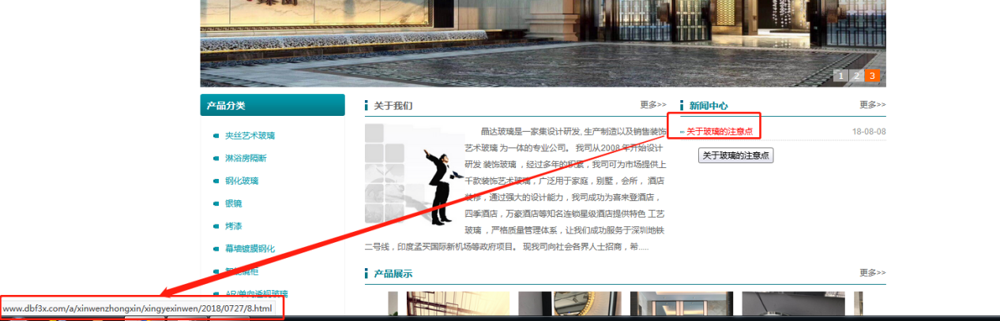 1 2 3
产品分类
夹丝艺术玻璃
淋浴房隔断
钢化玻璃
银镜
烤漆
幕墙镀膜钢化
智能镜柜
AR/单向透视玻璃
关于我们 更多>>
晶达玻璃是一家集设计研发, 生产制造以及销售装饰
艺术玻璃 为一体的专业公司。 我司从2008 年开始设计
研发 装饰玻璃 ，经过多年的积累，我司可为市场提供上
千款装饰艺术玻璃，广泛用于家庭，别墅，会所， 酒店
装修，通过强大的设计能力，我司成功为喜来登酒店，
四季酒店，万豪酒店等知名连锁星级酒店提供特色 工艺
玻璃 ，严格质量管理体系，让我们成功服务于深圳地铁
二号线，印度孟买国际新机场等政府项目。 现我司向社会各界人士招商，希.....
新闻中心 更多>>
关于玻璃的注意点 18-08-08
关于玻璃的注意点
产品展示 更多>>
www.dbf3x.com/a/xinwenzhongxin/xingyexinwen/2018/0727/8.html